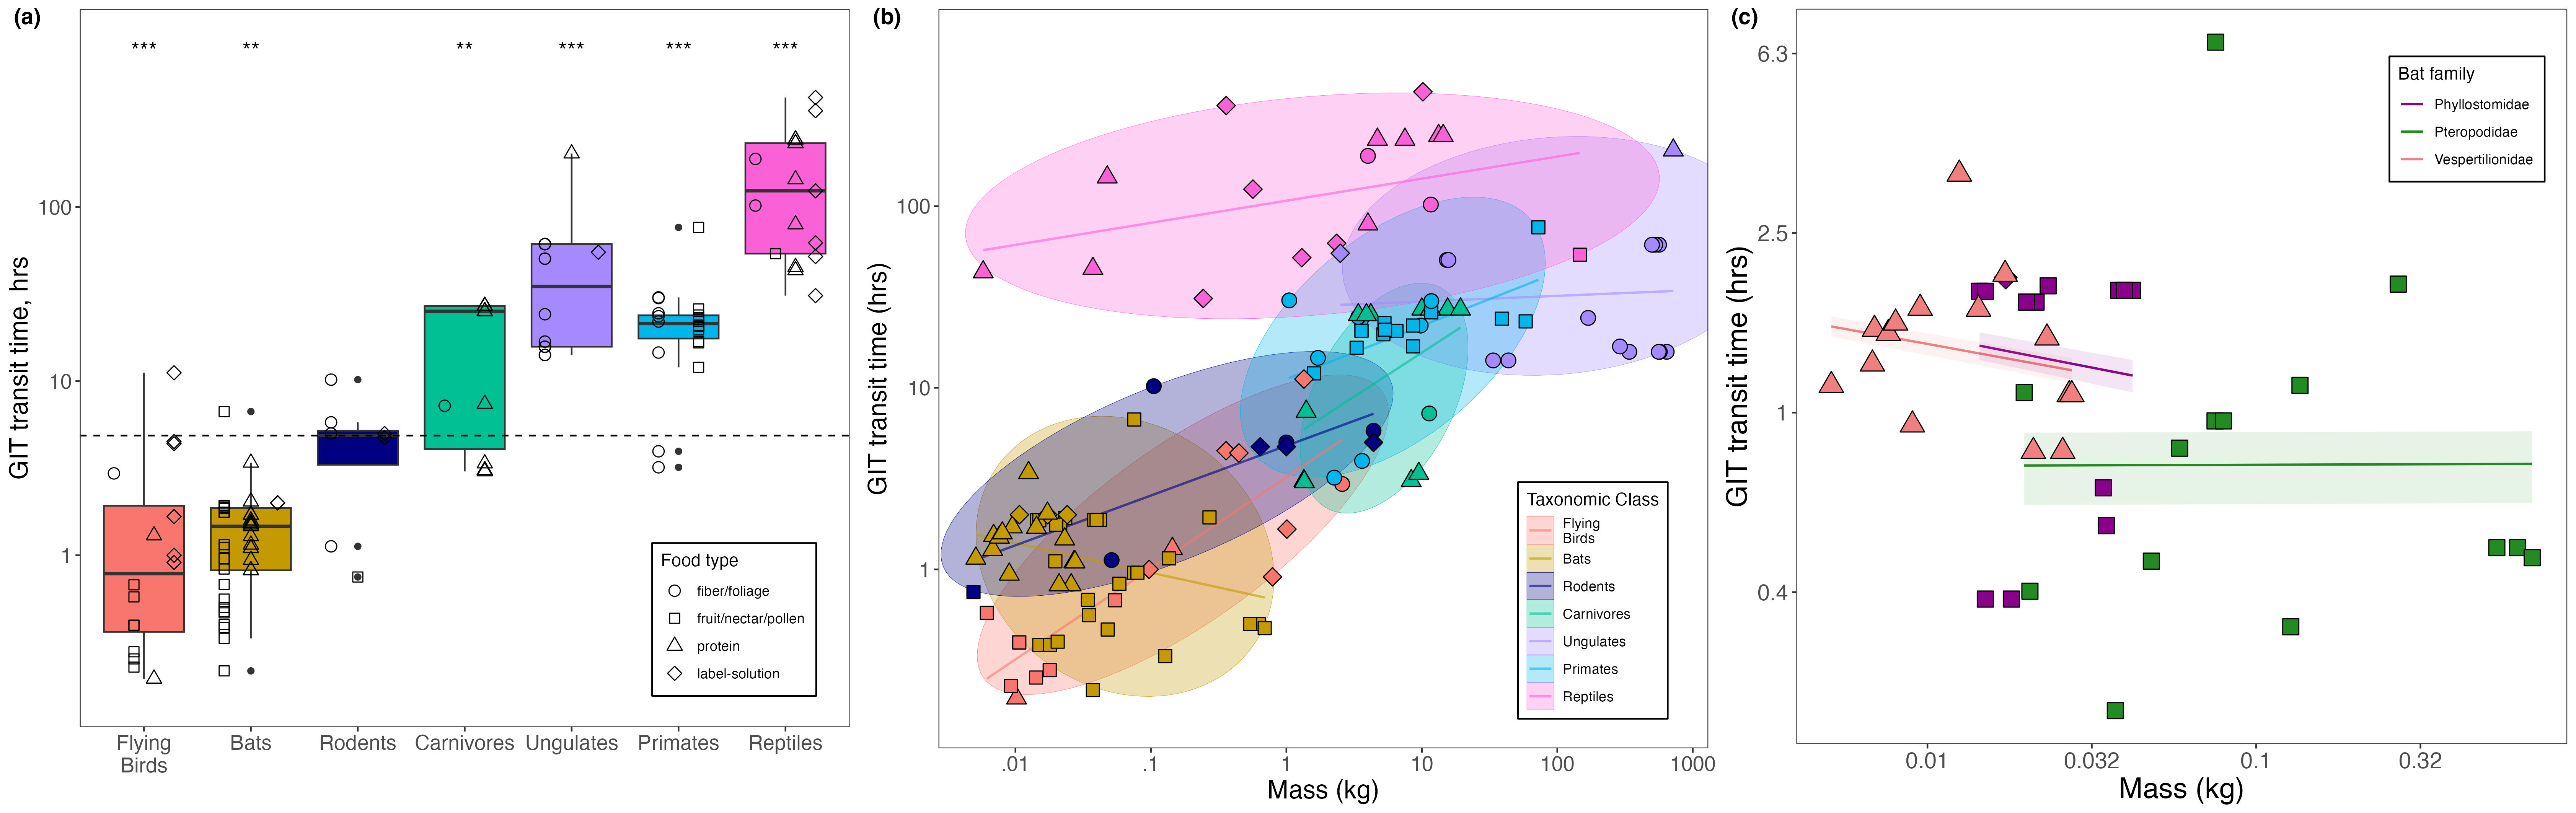 (a)
*** ** ** *** *** ***
GIT transit time, hrs
100
10
1
Flying
Birds
Bats
Rodents
Carnivores
Ungulates
Primates
Reptiles
Food type
fiber/foliage
fruit/nectar/pollen
protein
label-solution
(b)
GIT transit time (hrs)
100
10
1
.01 .1 1 10 100 1000
Mass (kg)
Taxonomic Class
Flying
Birds
Bats
Rodents
Carnivores
Ungulates
Primates
Reptiles
(c)
GIT transit time (hrs)
6.3
2.5
1
0.4
0.01 0.032 0.1 0.32
Mass (kg)
Bat family
Phyllostomidae
Pteropodidae
Vespertilionidae